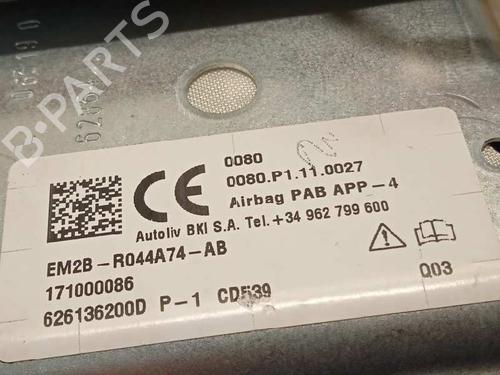 B-PARTS
CE
0080
0080.P1.11.0027
Airbag PAB APP-4
Autoliv BKI S.A. Tel.+34 962 799 600
EM2B-R044A74-AB
171000086
626136200D P-1 CD539
003